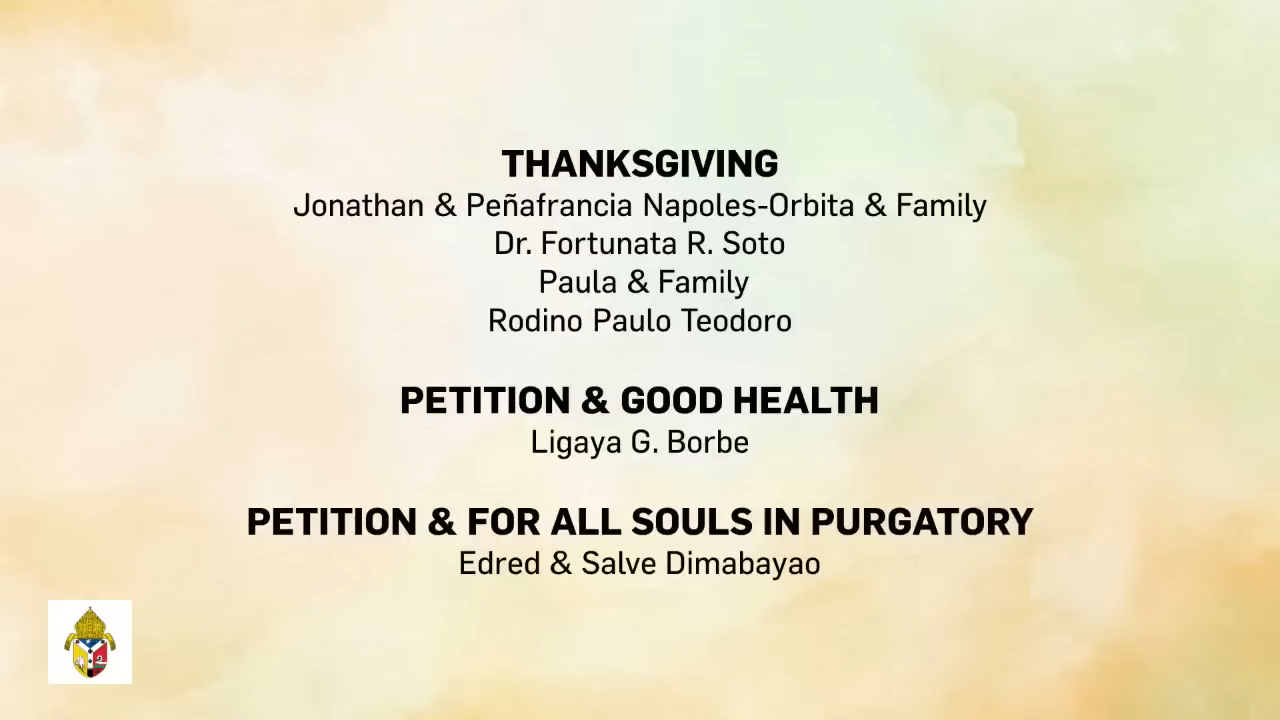 THANKSGIVING
Jonathan & Peñafrancia Napoles-Orbita & Family
Dr. Fortunata R. Soto
Paula & Family
Rodino Paulo Teodoro
PETITION & GOOD HEALTH
Ligaya G. Borbe
PETITION & FOR ALL SOULS IN PURGATORY
Edred & Salve Dimabayao